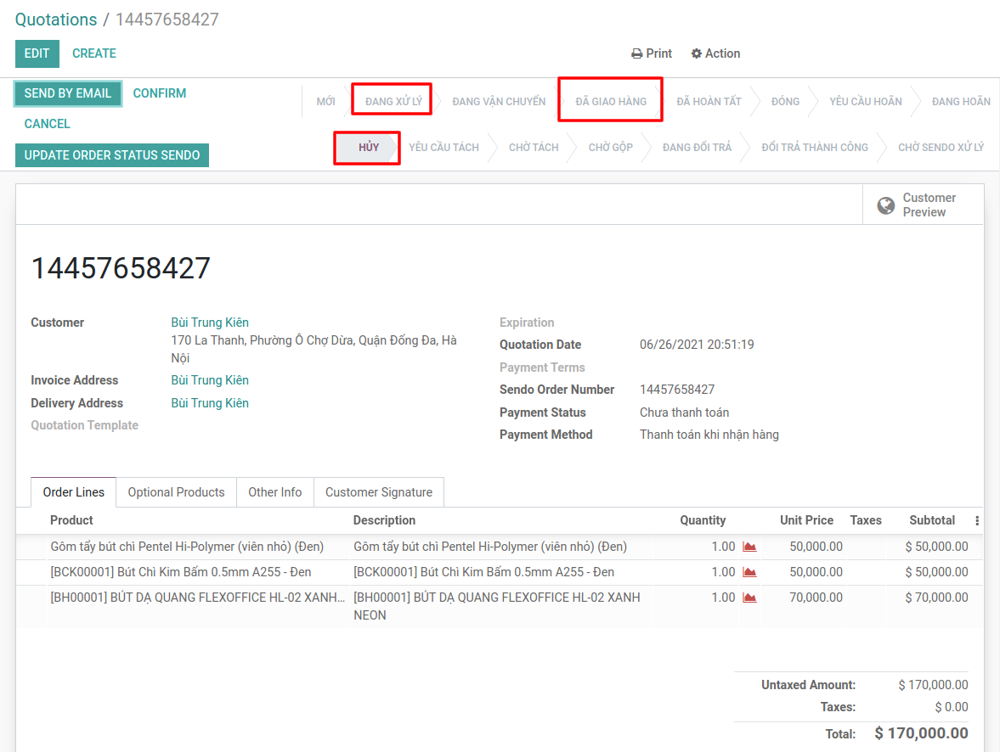 Quotations / 14457658427
EDIT CREATE Print Action
SEND BY EMAIL CONFIRM
CANCEL
UPDATE ORDER STATUS SENDO
MỚI ĐANG XỬ LÝ ĐANG VẬN CHUYỂN ĐÃ GIAO HÀNG ĐÃ HOÀN TẤT ĐÓNG YÊU CẦU HOÃN ĐANG HOÃN
HỦY YÊU CẦU TÁCH CHỜ TÁCH CHỜ GỘP ĐANG ĐỔI TRẢ ĐỔI TRẢ THÀNH CÔNG CHỜ SENDO XỬ LÝ
Customer
Preview
14457658427
Customer Bùi Trung Kiên
170 La Thanh, Phường Ô Chợ Dừa, Quận Đống Đa, Hà
Nội
Invoice Address Bùi Trung Kiên
Delivery Address Bùi Trung Kiên
Quotation Template
Expiration
Quotation Date 06/26/2021 20:51:19
Payment Terms
Sendo Order Number 14457658427
Payment Status Chưa thanh toán
Payment Method Thanh toán khi nhận hàng
Order Lines Optional Products Other Info Customer Signature
Product Description Quantity Unit Price Taxes Subtotal
Gôm tẩy bút chì Pentel Hi-Polymer (viên nhỏ) (Đen) Gôm tẩy bút chì Pentel Hi-Polymer (viên nhỏ) (Đen) 1.00 50,000.00 $ 50,000.00
[BCK00001] Bút Chì Kim Bấm 0.5mm A255 - Đen [BCK00001] Bút Chì Kim Bấm 0.5mm A255 - Đen 1.00 50,000.00 $ 50,000.00
[BH00001] BÚT DẠ QUANG FLEXOFFICE HL-02 XANH... [BH00001] BÚT DẠ QUANG FLEXOFFICE HL-02 XANH 1.00 70,000.00 $ 70,000.00
NEON
Untaxed Amount: $ 170,000.00
Taxes: $ 0.00
Total: $ 170,000.00